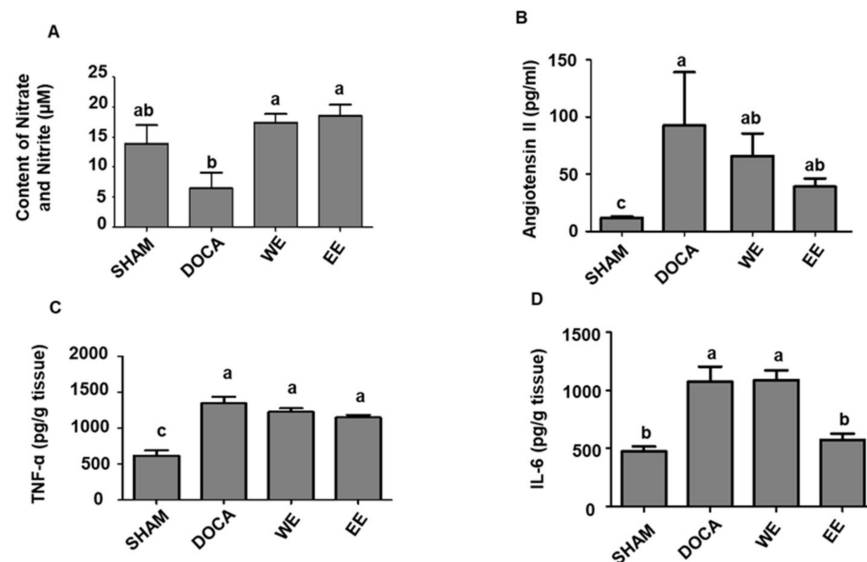 A
Content of Nitrate
and Nitrite (µM)
25
20
15
10
5
0
ab
b
a
a
SHAM
DOCA
WE
EE
B
Angiotensin II (pg/ml)
150
100
50
0
c
a
ab
ab
SHAM
DOCA
WE
EE
C
TNF-α (pg/g tissue)
2000
1500
1000
500
0
c
a
a
a
SHAM
DOCA
WE
EE
D
IL-6 (pg/g tissue)
1500
1000
500
0
b
a
a
b
SHAM
DOCA
WE
EE